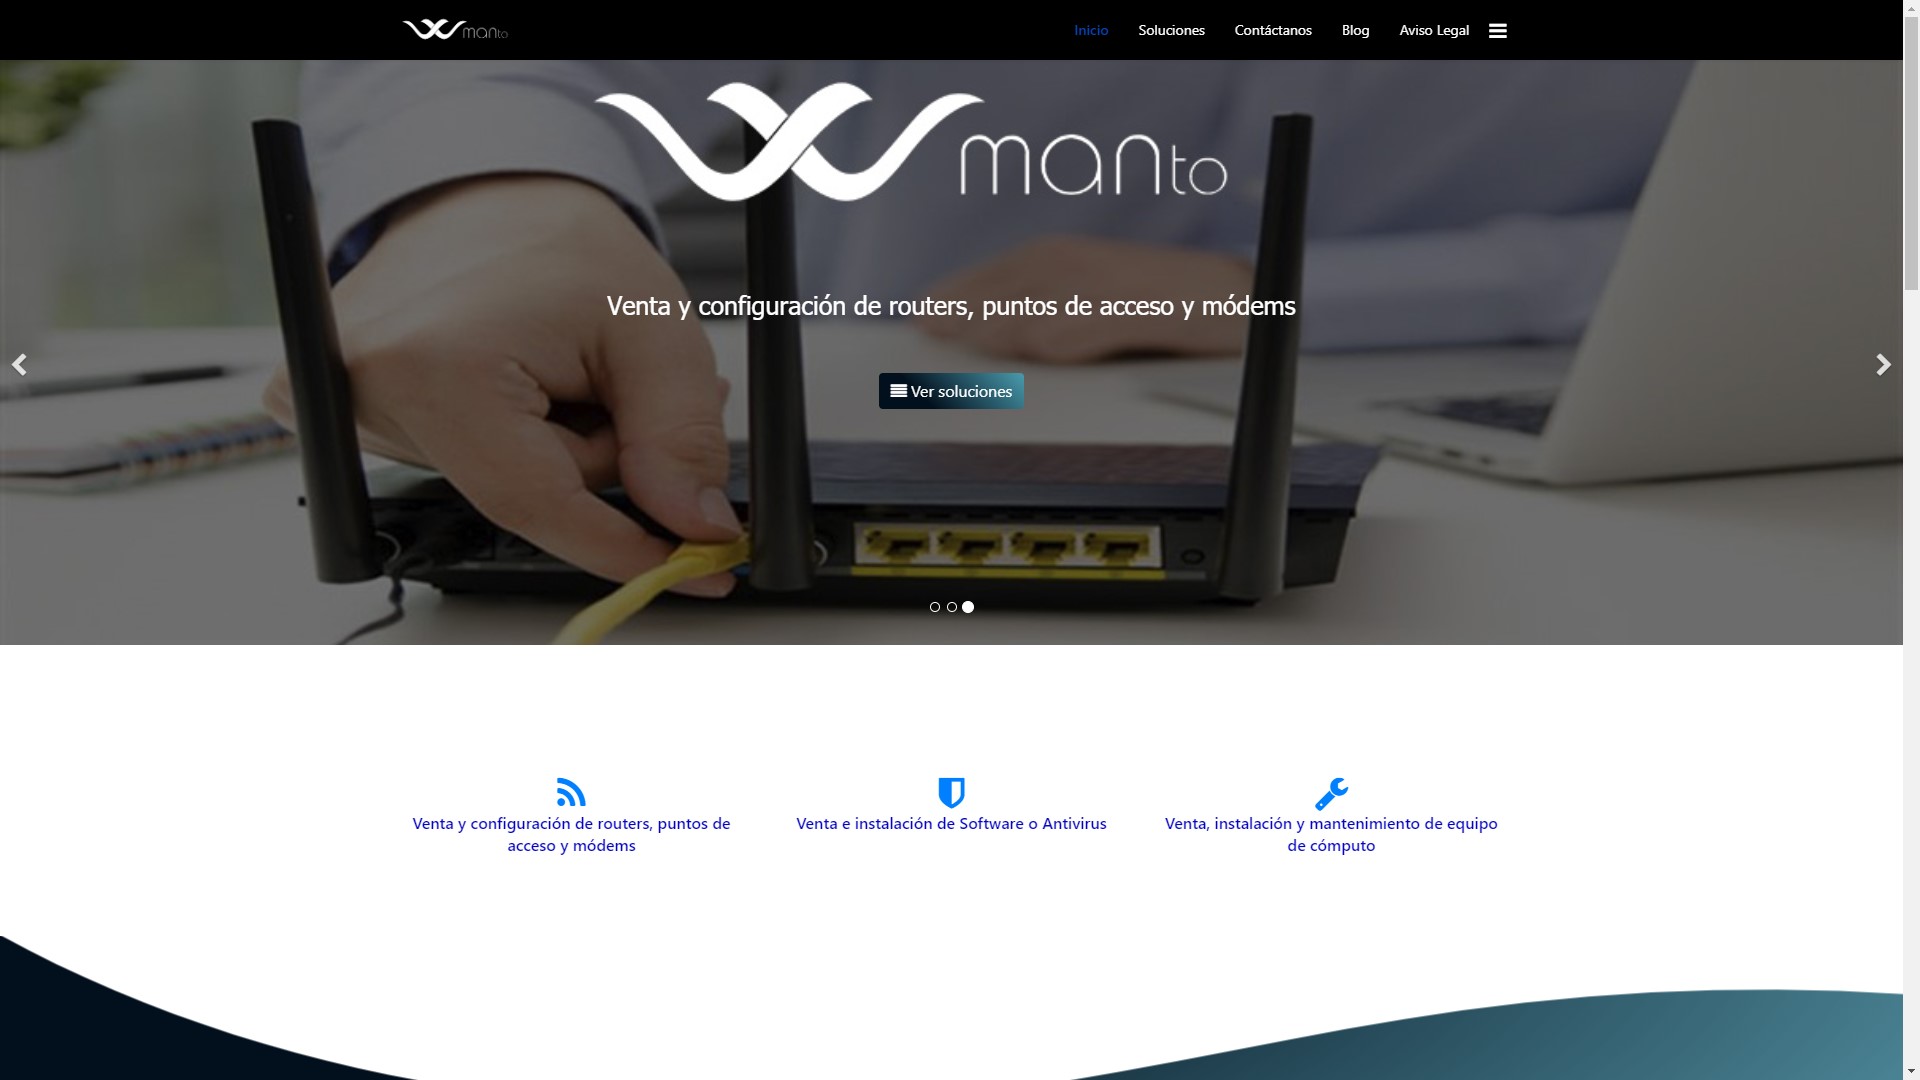 manto
Inicio
Soluciones
Contáctanos
Blog
Aviso Legal
manto
Venta y configuración de routers, puntos de acceso y módems
Ver soluciones
Venta y configuración de routers, puntos de
acceso y módems
Venta e instalación de Software o Antivirus
Venta, instalación y mantenimiento de equipo
de cómputo